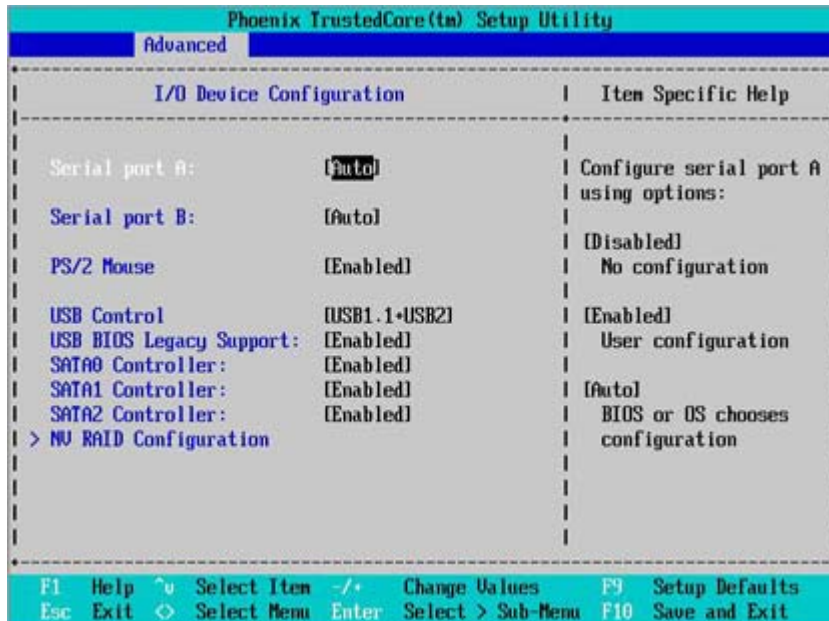 Phoenix TrustedCore(tm) Setup Utility
Advanced
I/O Device Configuration
Item Specific Help
Serial port A: [Auto]
Serial port B: [Auto]
PS/2 Mouse [Enabled]
USB Control [USB1.1+USB2]
USB BIOS Legacy Support: [Enabled]
SATA0 Controller: [Enabled]
SATA1 Controller: [Enabled]
SATA2 Controller: [Enabled]
> NV RAID Configuration
Configure serial port A
using options:
[Disabled]
No configuration
[Enabled]
User configuration
[Auto]
BIOS or OS chooses
configuration
F1 Help ^v Select Item -/+ Change Values F9 Setup Defaults
Esc Exit <> Select Menu Enter Select > Sub-Menu F10 Save and Exit